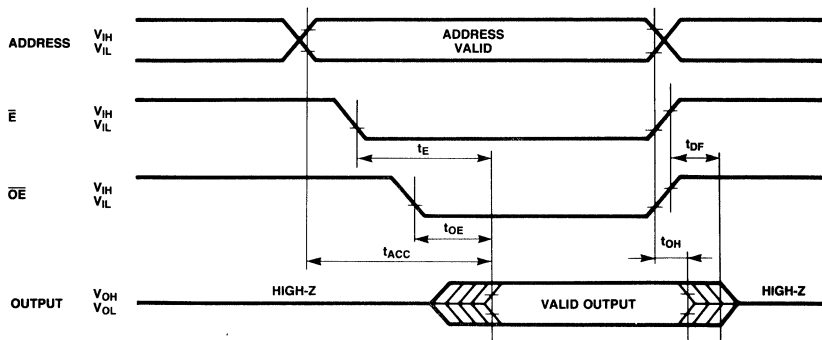 ADDRESS
VIH
VIL
ADDRESS
VALID
E
VIH
VIL
tE
tDF
OE
VIH
VIL
tOE
tACC
tOH
OUTPUT
VOH
VOL
HIGH-Z
VALID OUTPUT
HIGH-Z